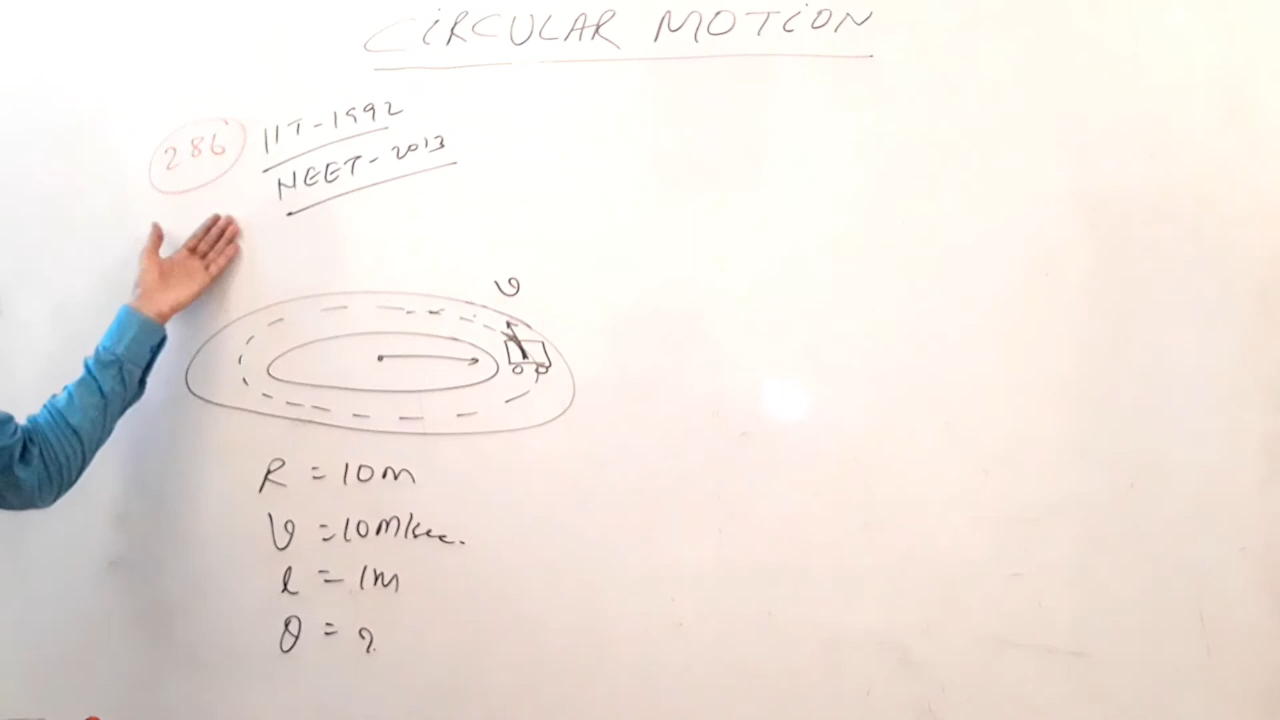 CIRCULAR MOTION
286
IIT-1992
NEET-2013
v
R = 10m
v = 10m/sec.
l = 1m
θ = ?